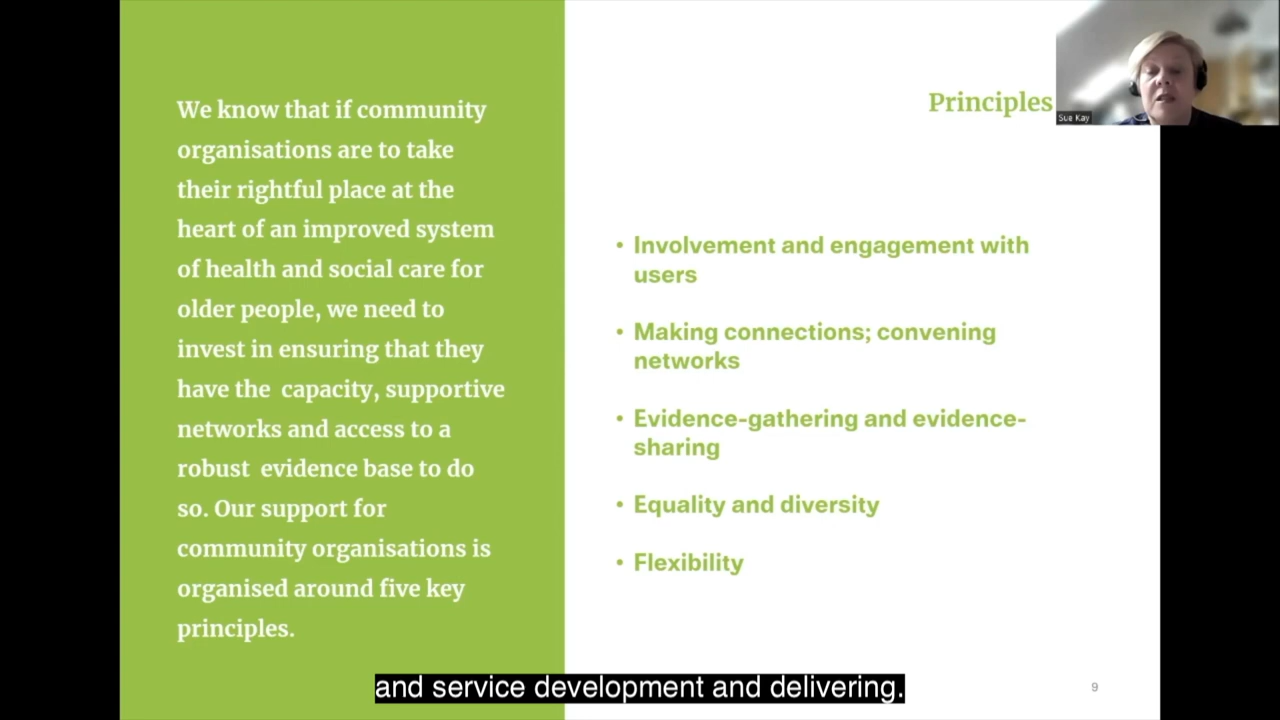 We know that if community
organisations are to take
their rightful place at the
heart of an improved system
of health and social care for
older people, we need to
invest in ensuring that they
have the  capacity, supportive
networks and access to a
robust  evidence base to do
so. Our support for
community organisations is
organised around five key
principles.
Principles
Sue Kay
• Involvement and engagement with
users
• Making connections; convening
networks
• Evidence-gathering and evidence-
sharing
• Equality and diversity
• Flexibility
and service development and delivering.
9